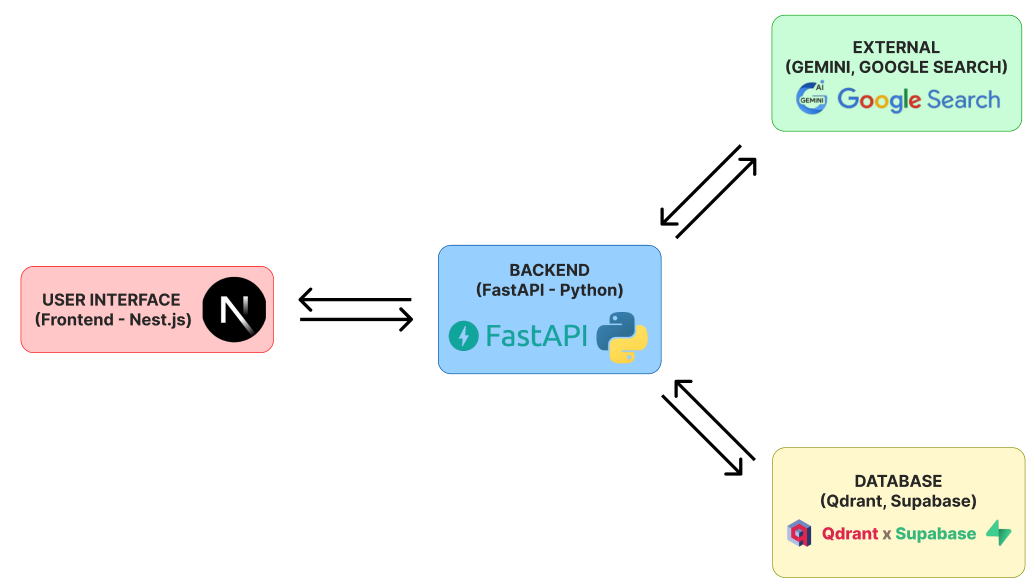 EXTERNAL
(GEMINI, GOOGLE SEARCH)
AI
GEMINI
Google Search
USER INTERFACE
(Frontend - Nest.js)
N
BACKEND
(FastAPI - Python)
FastAPI
DATABASE
(Qdrant, Supabase)
Qdrant x Supabase